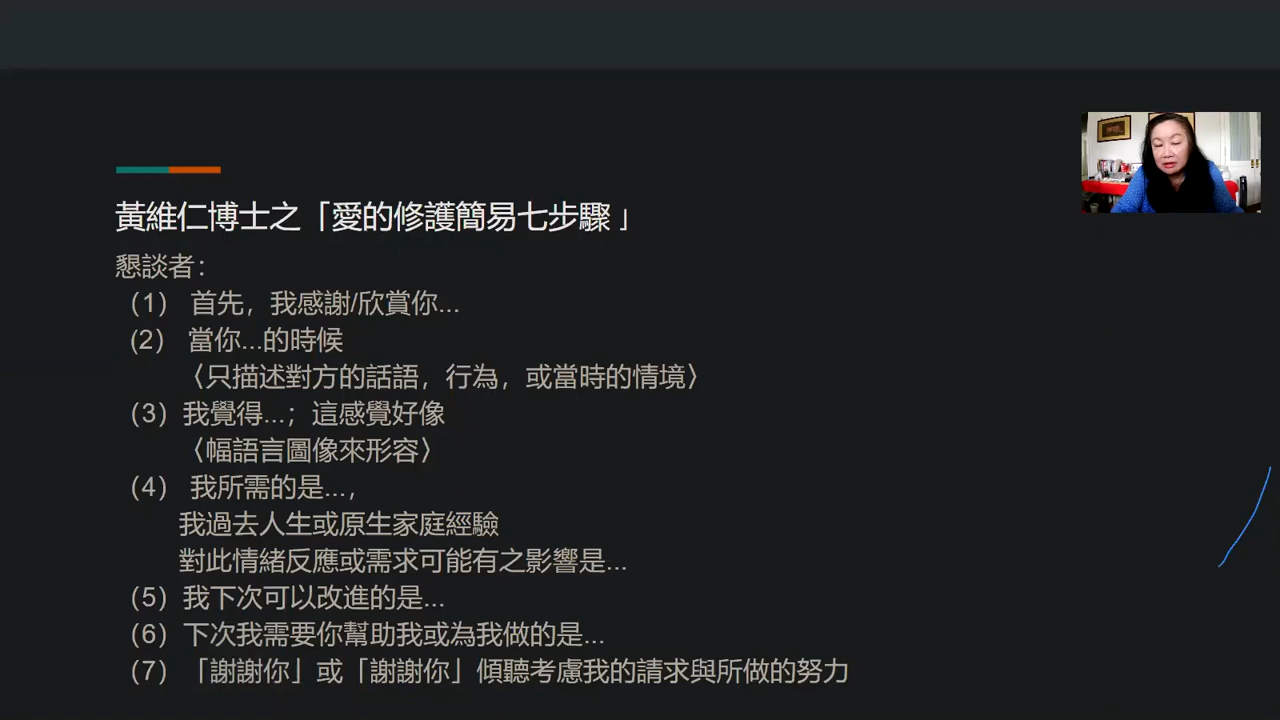 黃維仁博士之「愛的修護簡易七步驟 」
懇談者：
（1） 首先，我感謝/欣賞你...
（2） 當你...的時候
〈只描述對方的話語，行為，或當時的情境〉
（3）我覺得...；這感覺好像
〈幅語言圖像來形容〉
（4） 我所需的是...，
我過去人生或原生家庭經驗
對此情緒反應或需求可能有之影響是...
（5）我下次可以改進的是...
（6）下次我需要你幫助我或為我做的是...
（7）「謝謝你」或「謝謝你」傾聽考慮我的請求與所做的努力